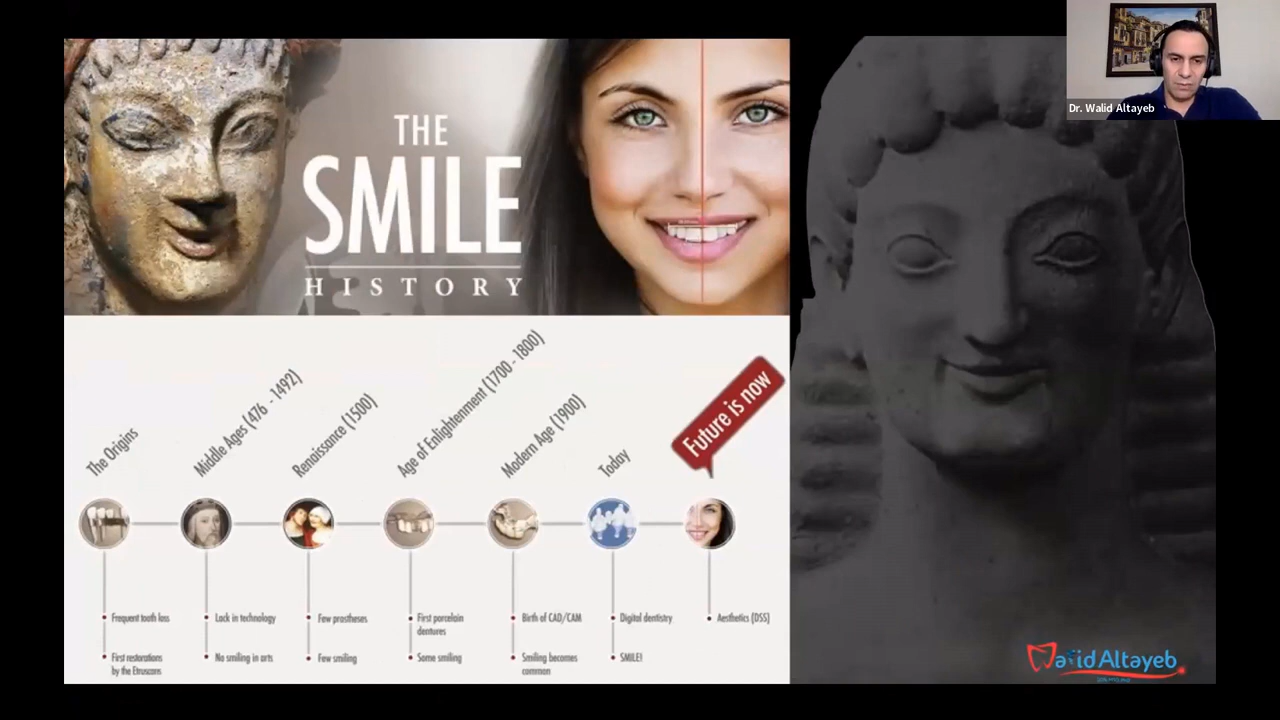 THE
SMILE
HISTORY
Dr. Walid Altayeb
The Origins
Middle Ages (476 - 1492)
Renaissance (1500)
Age of Enlightenment (1700 - 1800)
Modern Age (1900)
Today
Future is now
Frequent tooth loss
First restorations
by the Etruscans
Lack in technology
No smiling in arts
Few prostheses
Few smiling
First porcelain
dentures
Some smiling
Birth of CAD/CAM
Smiling becomes
common
Digital dentistry
SMILE!
Aesthetics (DSS)
Walid Altayeb